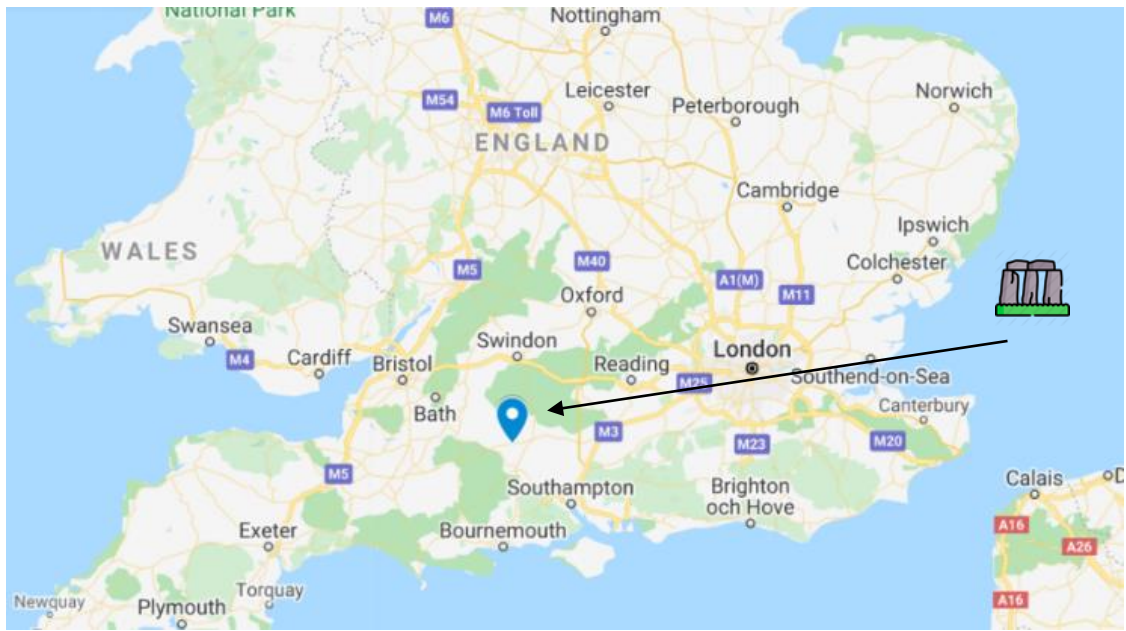 National Park
M6
Nottingham
M54
M6 Toll
Leicester
Peterborough
Norwich
ENGLAND
Cambridge
WALES
M5
M40
Ipswich
Colchester
A1(M)
M11
Oxford
Swansea
M4
Cardiff
Bristol
Swindon
Reading
London
M25
Southend-on-Sea
Bath
Canterbury
M3
M23
M20
M5
Southampton
Brighton
och Hove
Calais
D
Exeter
Bournemouth
A16
A26
Torquay
Newquay
Plymouth
A16